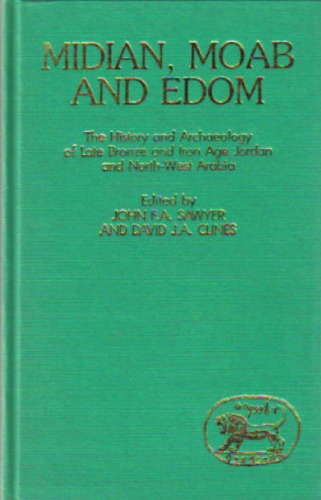 MIDIAN, MOAB
AND EDOM
The History and Archaeology
of Late Bronze and Iron Age Jordan
and North-West Arabia
Edited by
JOHN F.A. SAWYER
AND DAVID J.A. CLINES